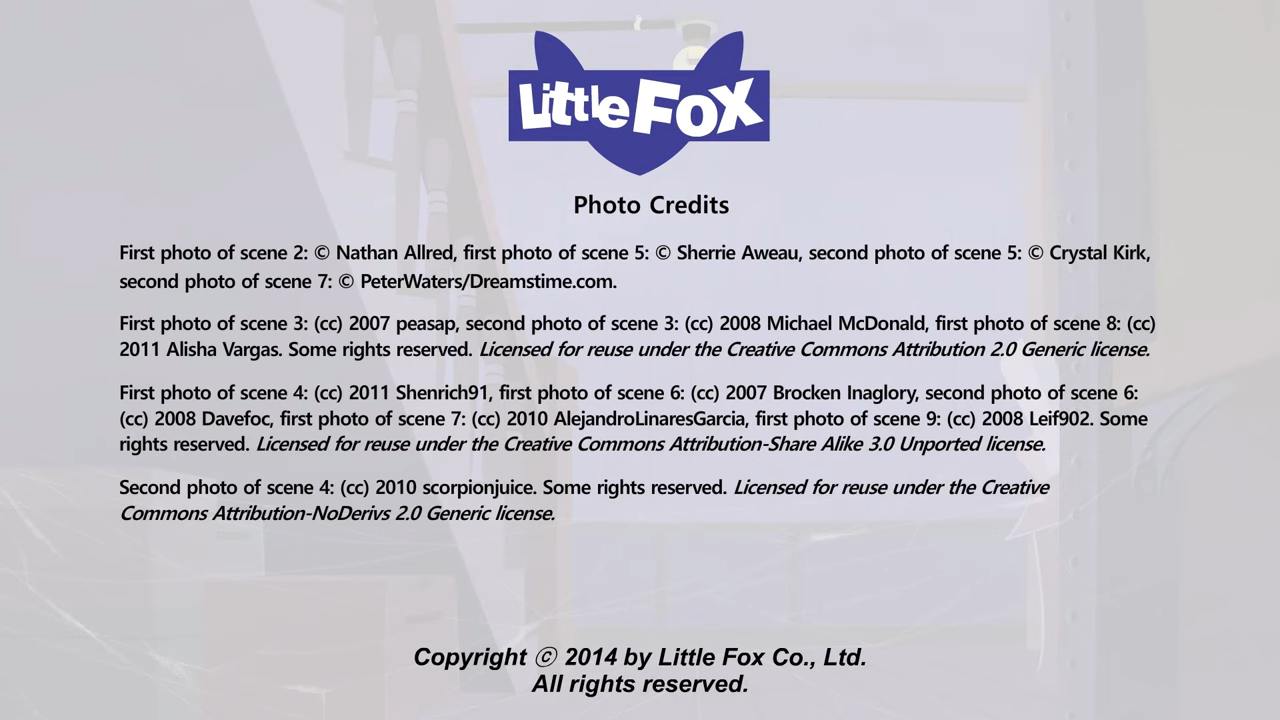 Little Fox
Photo Credits
First photo of scene 2: © Nathan Allred, first photo of scene 5: © Sherrie Aweau, second photo of scene 5: © Crystal Kirk,
second photo of scene 7: © PeterWaters/Dreamstime.com.
First photo of scene 3: (cc) 2007 peasap, second photo of scene 3: (cc) 2008 Michael McDonald, first photo of scene 8: (cc)
2011 Alisha Vargas. Some rights reserved. Licensed for reuse under the Creative Commons Attribution 2.0 Generic license.
First photo of scene 4: (cc) 2011 Shenrich91, first photo of scene 6: (cc) 2007 Brocken Inaglory, second photo of scene 6:
(cc) 2008 Davefoc, first photo of scene 7: (cc) 2010 AlejandroLinaresGarcia, first photo of scene 9: (cc) 2008 Leif902. Some
rights reserved. Licensed for reuse under the Creative Commons Attribution-Share Alike 3.0 Unported license.
Second photo of scene 4: (cc) 2010 scorpionjuice. Some rights reserved. Licensed for reuse under the Creative
Commons Attribution-NoDerivs 2.0 Generic license.
Copyright ⓒ 2014 by Little Fox Co., Ltd.
All rights reserved.